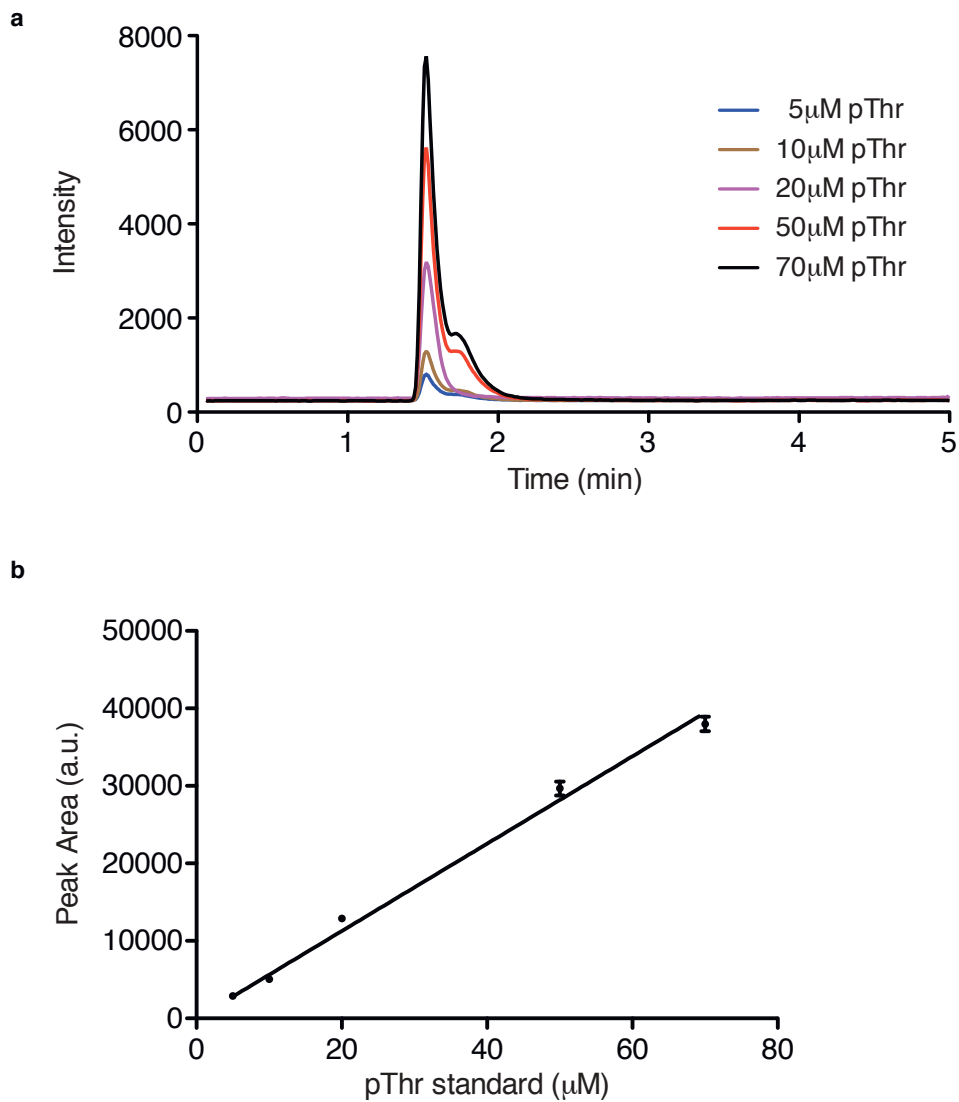 a
8000
6000
4000
2000
0
Intensity
0 1 2 3 4 5
Time (min)
5μM pThr
10μM pThr
20μM pThr
50μM pThr
70μM pThr
b
50000
40000
30000
20000
10000
0
Peak Area (a.u.)
0 20 40 60 80
pThr standard (μM)